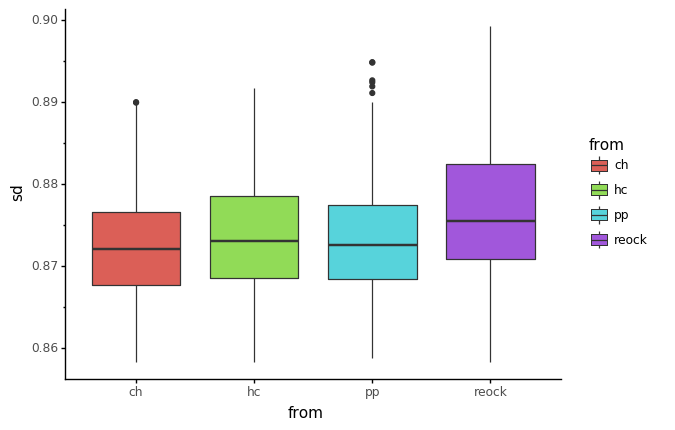 0.90
0.89
0.88
0.87
0.86
sd
ch
hc
pp
reock
from
from
ch
hc
pp
reock